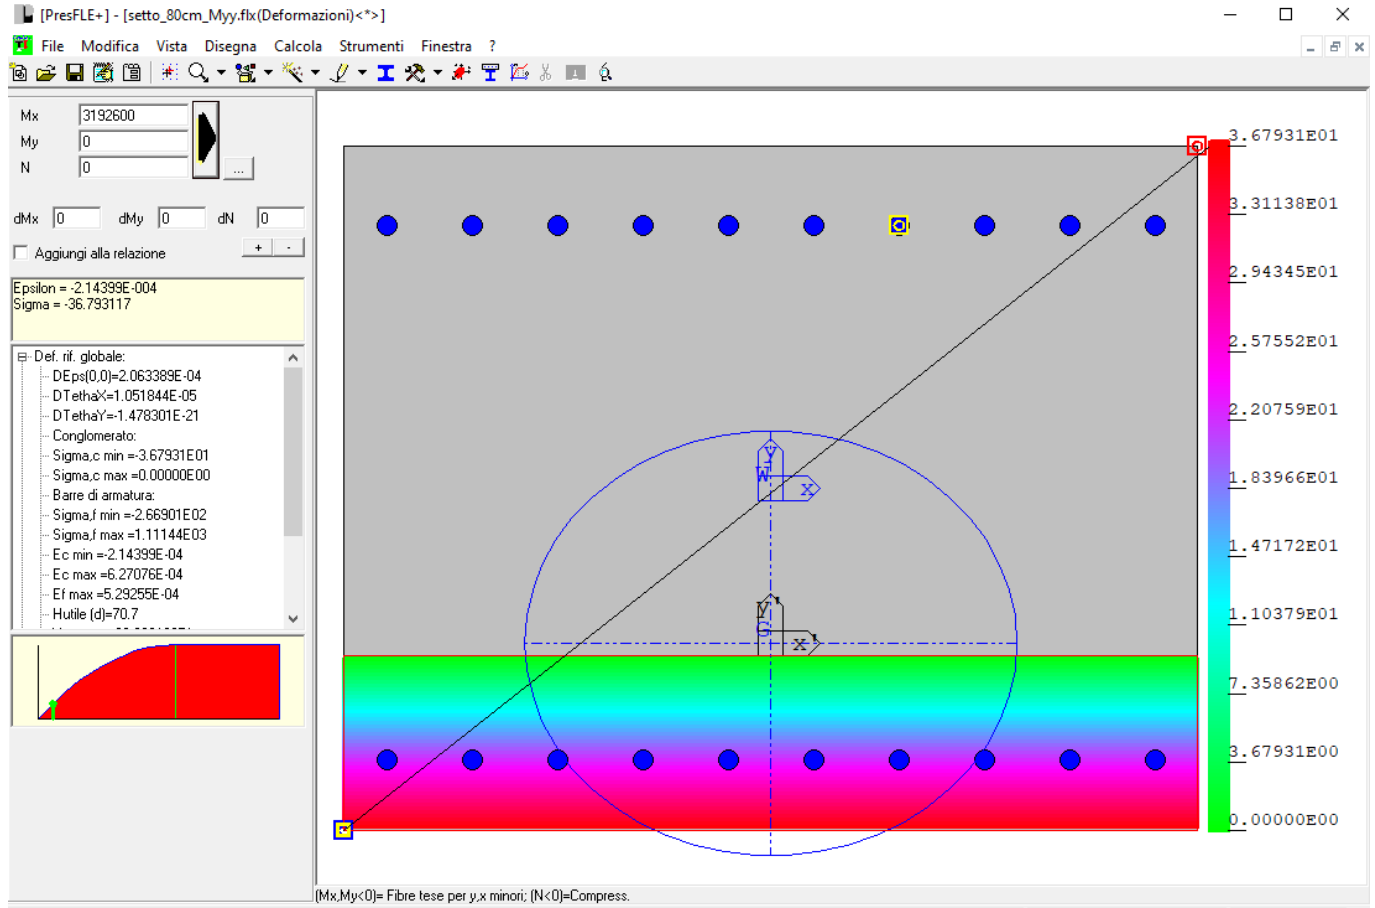 [PresFLE+] - [setto_80cm_Myy.flx(Deformazioni)<*>]
File Modifica Vista Disegna Calcola Strumenti Finestra ?
Mx 3192600
My 0
N 0
...
dMx 0 dMy 0 dN 0
Aggiungi alla relazione + -
Epsilon = -2.14399E-004
Sigma = -36.793117
Def. rif. globale:
DEps(0,0)=2.063389E-04
DTethaX=1.051844E-05
DTethaY=-1.478301E-21
Conglomerato:
Sigma,c min =-3.67931E01
Sigma,c max =0.00000E00
Barre di armatura:
Sigma,f min =-2.66901E02
Sigma,f max =1.11144E03
Ec min =-2.14399E-04
Ec max =6.27076E-04
Ef max =5.29255E-04
Hutile (d)=70.7
y
W
x
y'
G
x'
3.67931E01
3.31138E01
2.94345E01
2.57552E01
2.20759E01
1.83966E01
1.47172E01
1.10379E01
7.35862E00
3.67931E00
0.00000E00
(Mx,My<0)= Fibre tese per y,x minori; (N<0)=Compress.